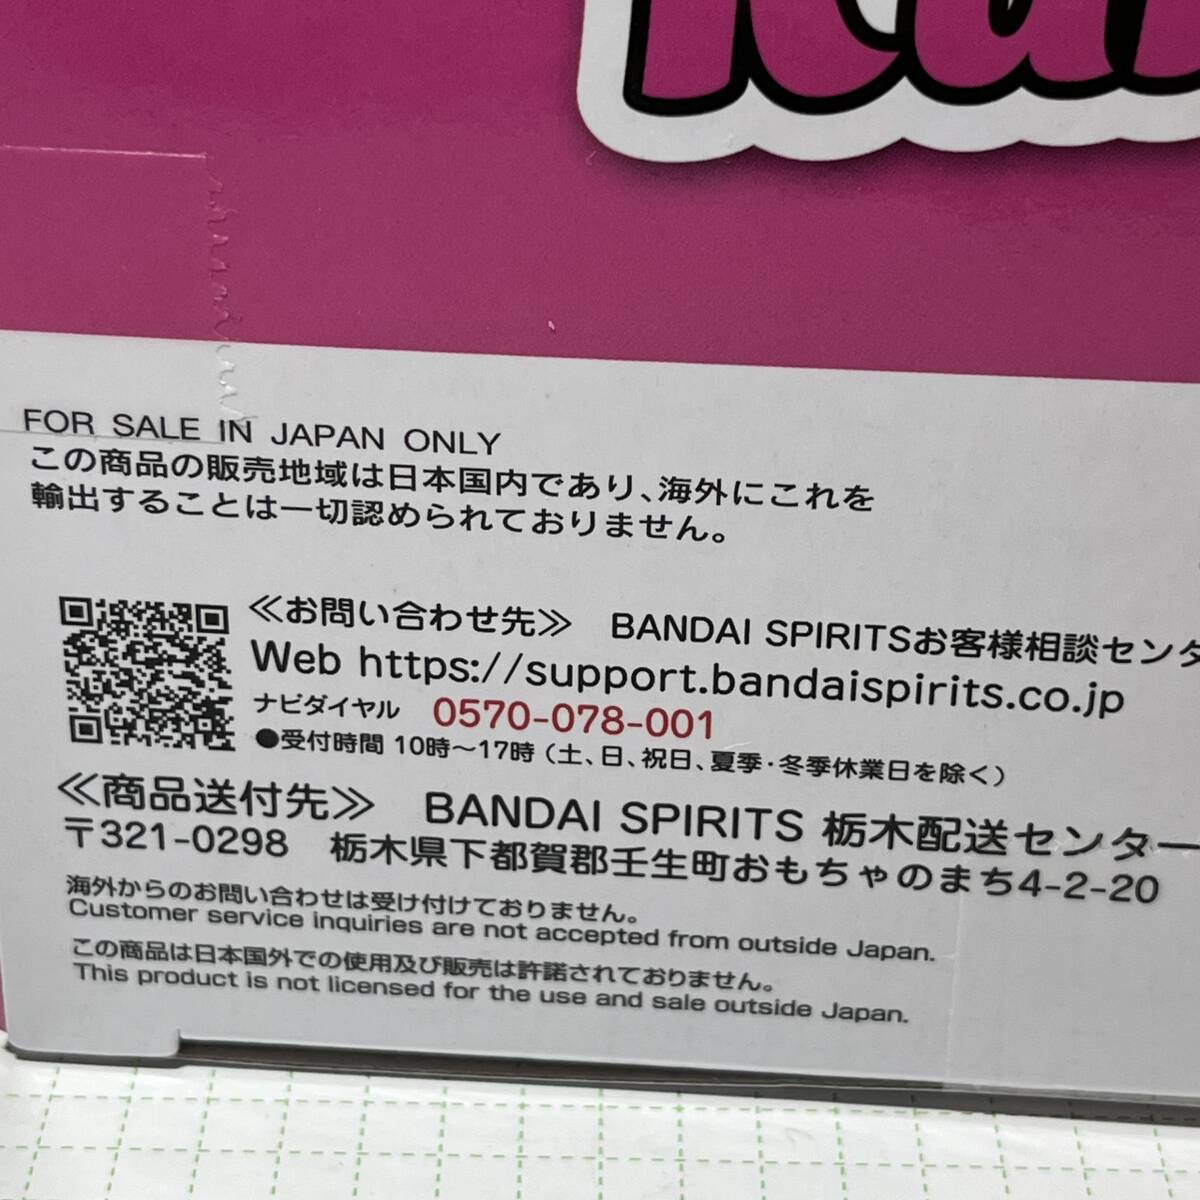 FOR SALE IN JAPAN ONLY
この商品の販売地域は日本国内であり、海外にこれを
輸出することは一切認められておりません。
≪お問い合わせ先≫ BANDAI SPIRITSお客様相談センタ
Web https://support.bandaispirits.co.jp
ナビダイヤル 0570-078-001
●受付時間 10時～17時（土、日、祝日、夏季・冬季休業日を除く）
≪商品送付先≫ BANDAI SPIRITS 栃木配送センター
〒321-0298 栃木県下都賀郡壬生町おもちゃのまち4-2-20
海外からのお問い合わせは受け付けておりません。
Customer service inquiries are not accepted from outside Japan.
この商品は日本国外での使用及び販売は許諾されておりません。
This product is not licensed for the use and sale outside Japan.